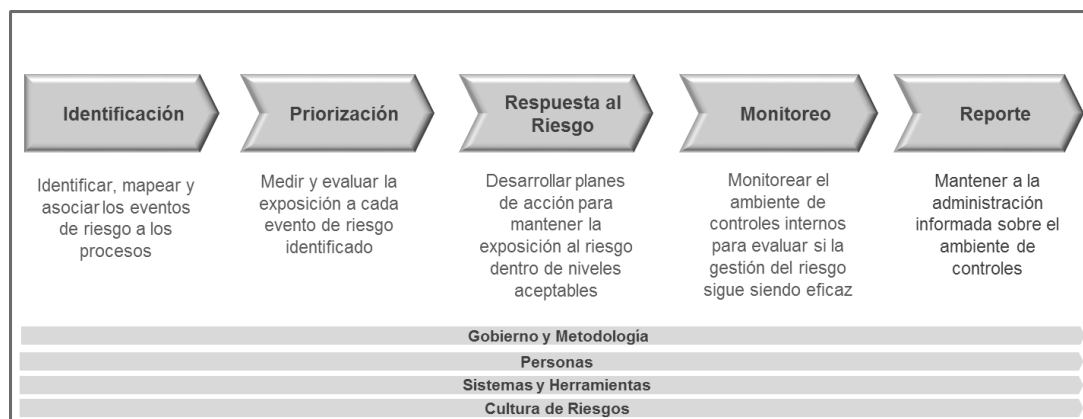 Identificación
Identificar, mapear y
asociar los eventos
de riesgo a los
procesos
Priorización
Medir y evaluar la
exposición a cada
evento de riesgo
identificado
Respuesta al
Riesgo
Desarrollar planes
de acción para
mantener la
exposición al riesgo
dentro de niveles
aceptables
Monitoreo
Monitorear el
ambiente de
controles internos
para evaluar si la
gestión del riesgo
sigue siendo eficaz
Reporte
Mantener a la
administración
informada sobre el
ambiente de
controles
Gobierno y Metodología
Personas
Sistemas y Herramientas
Cultura de Riesgos